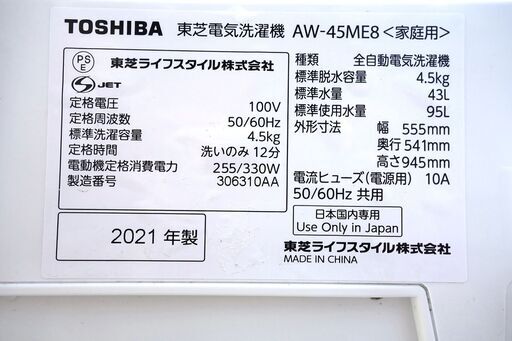 TOSHIBA 東芝電気洗濯機 AW-45ME8<家庭用>
PS
E 東芝ライフスタイル株式会社
S JET
定格電圧 100V
定格周波数 50/60Hz
標準洗濯容量 4.5kg
定格時間 洗いのみ 12分
電動機定格消費電力 255/330W
製造番号 306310AA
2021 年製
種類 全自動電気洗濯機
標準脱水容量 4.5kg
標準水量 43L
標準使用水量 95L
外形寸法 幅 555mm
奥行 541mm
高さ 945mm
電流ヒューズ(電源用) 10A
50/60Hz 共用
日本国内専用
Use Only in Japan
東芝ライフスタイル株式会社
MADE IN CHINA